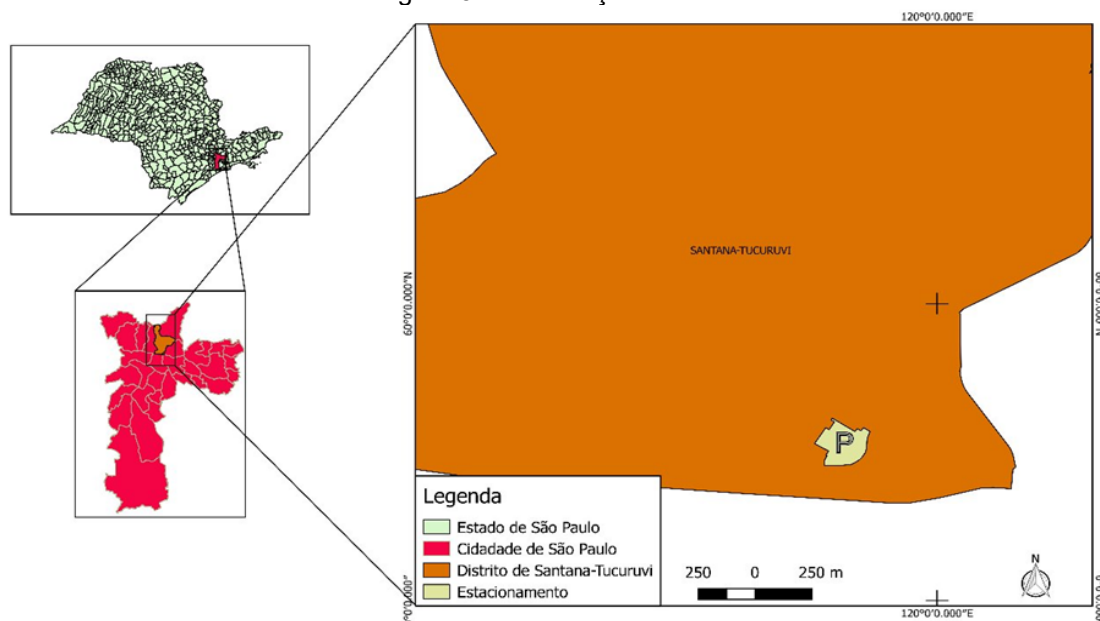 120°0'0.000"E
SANTANA-TUCURUVI
60°0'0.000"N
P
Legenda
Estado de São Paulo
Cidadade de São Paulo
Distrito de Santana-Tucuruvi
Estacionamento
250 0 250 m
N
120°0'0.000"E